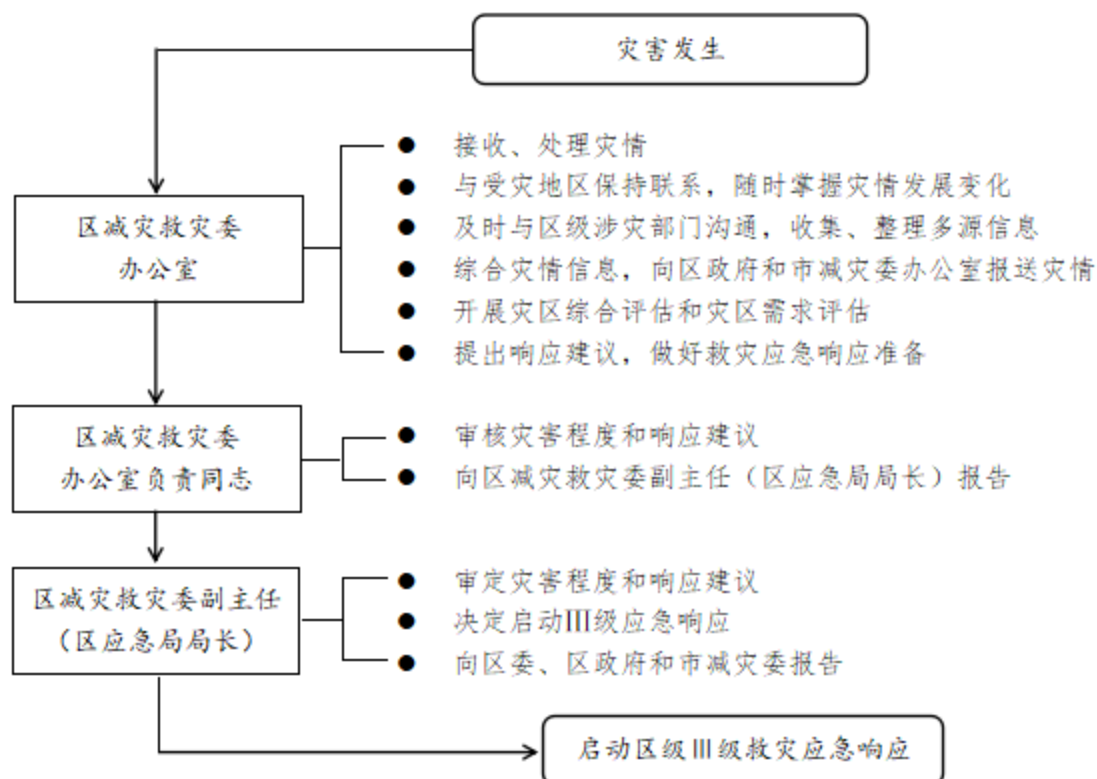 灾害发生
区减灾救灾委
办公室
接收、处理灾情
与受灾地区保持联系，随时掌握灾情发展变化
及时与区级涉灾部门沟通，收集、整理多源信息
综合灾情信息，向区政府和市减灾委办公室报送灾情
开展灾区综合评估和灾区需求评估
提出响应建议，做好救灾应急响应准备
区减灾救灾委
办公室负责同志
审核灾害程度和响应建议
向区减灾救灾委副主任（区应急局局长）报告
区减灾救灾委副主任
（区应急局局长）
审定灾害程度和响应建议
决定启动Ⅲ级应急响应
向区委、区政府和市减灾委报告
启动区级Ⅲ级救灾应急响应